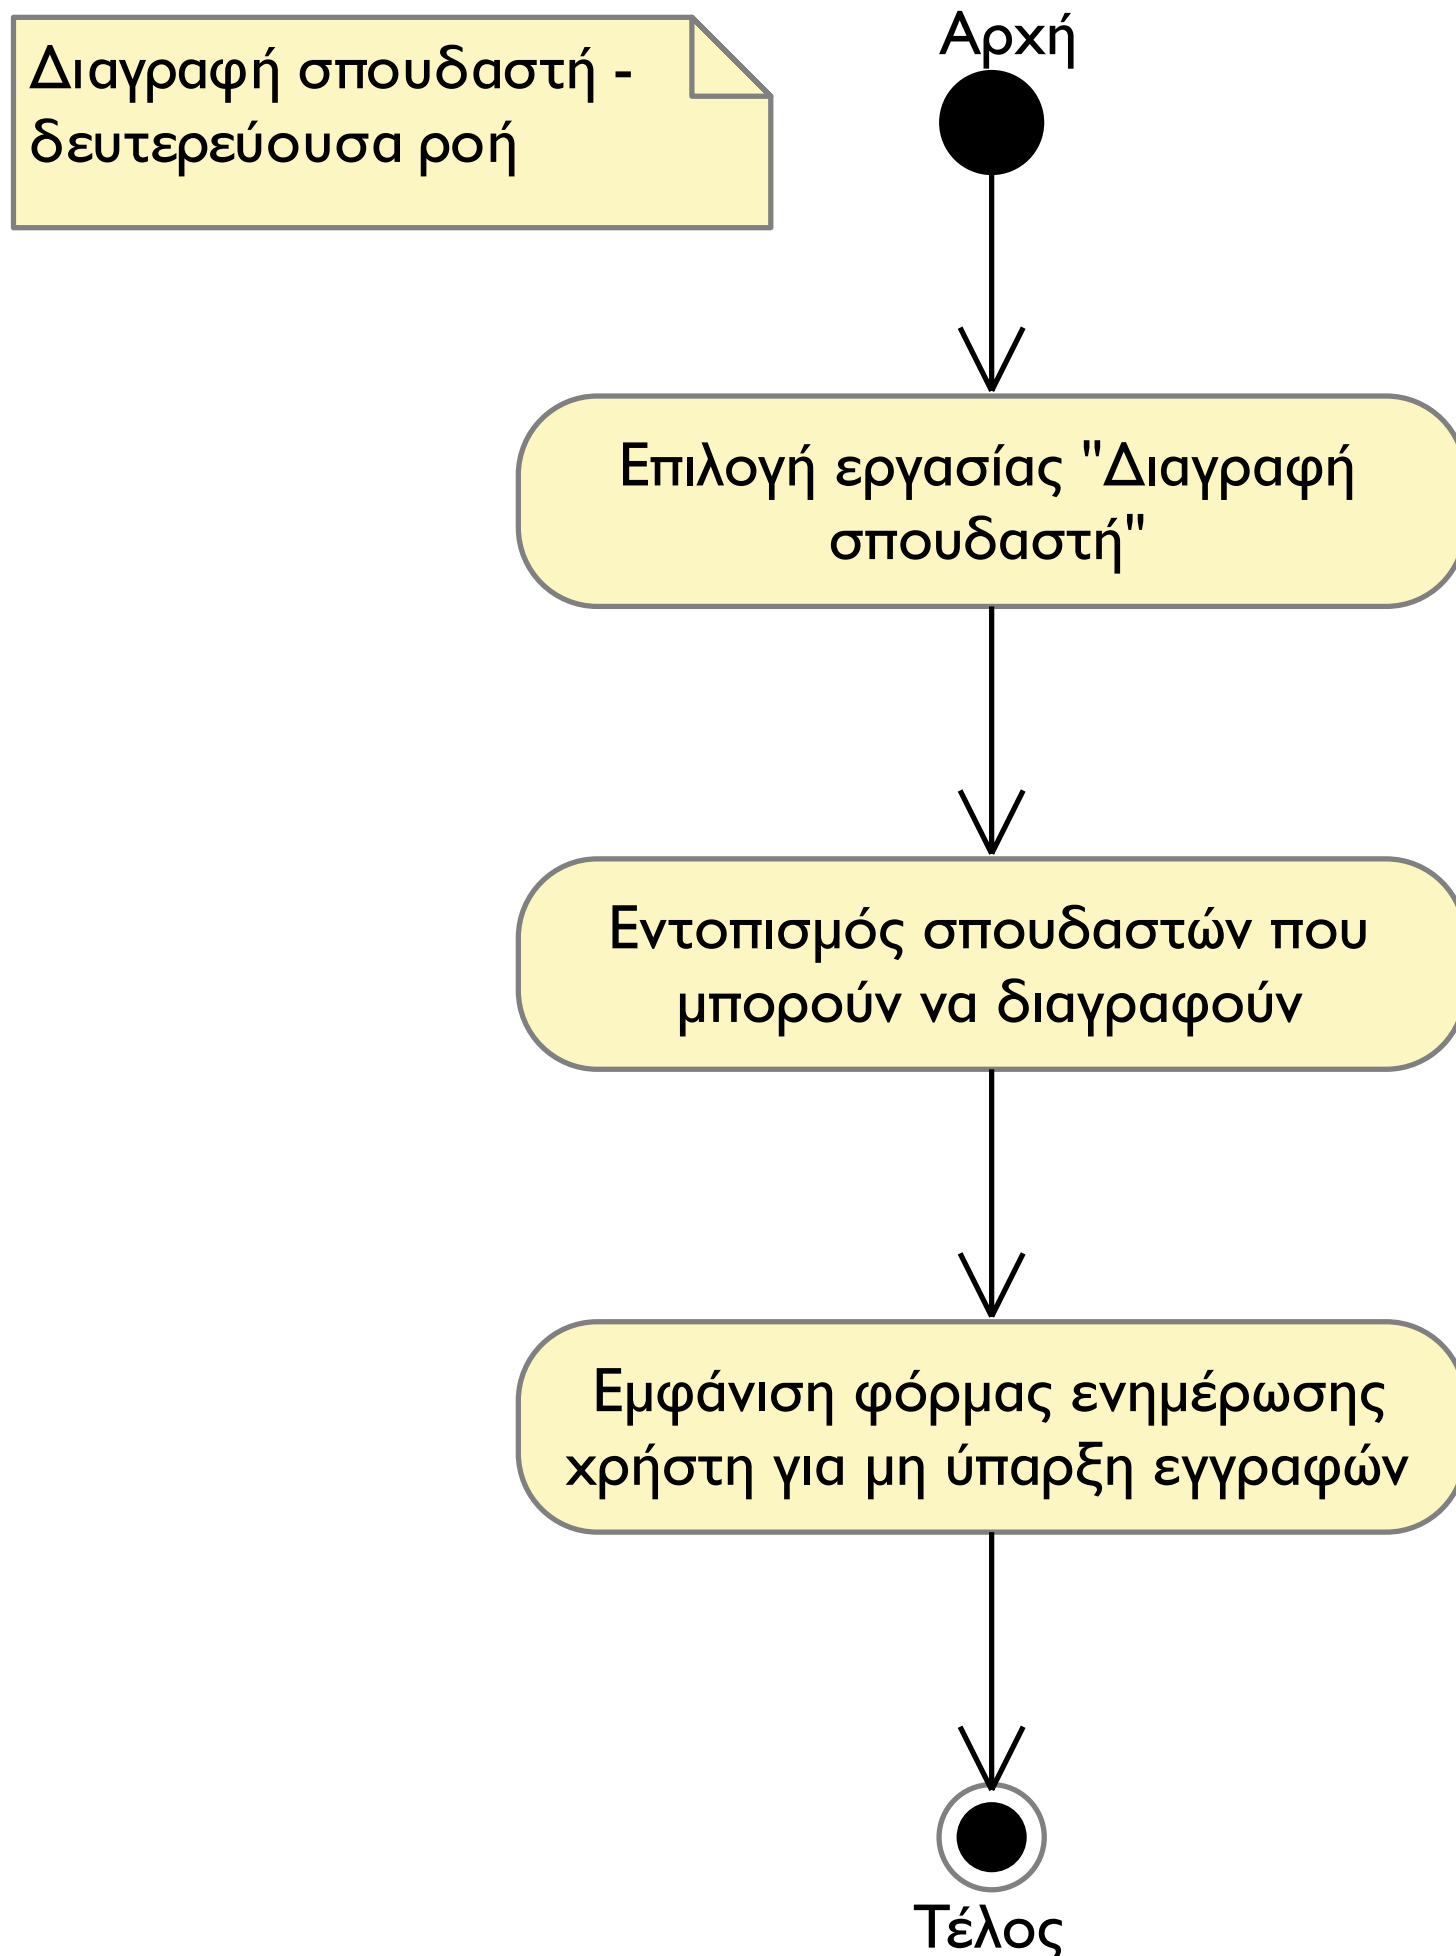 Διαγραφή σπουδαστή -
δευτερεύουσα ροή
Αρχή
Επιλογή εργασίας "Διαγραφή
σπουδαστή"
Εντοπισμός σπουδαστών που
μπορούν να διαγραφούν
Εμφάνιση φόρμας ενημέρωσης
χρήστη για μη ύπαρξη εγγραφών
Τέλος